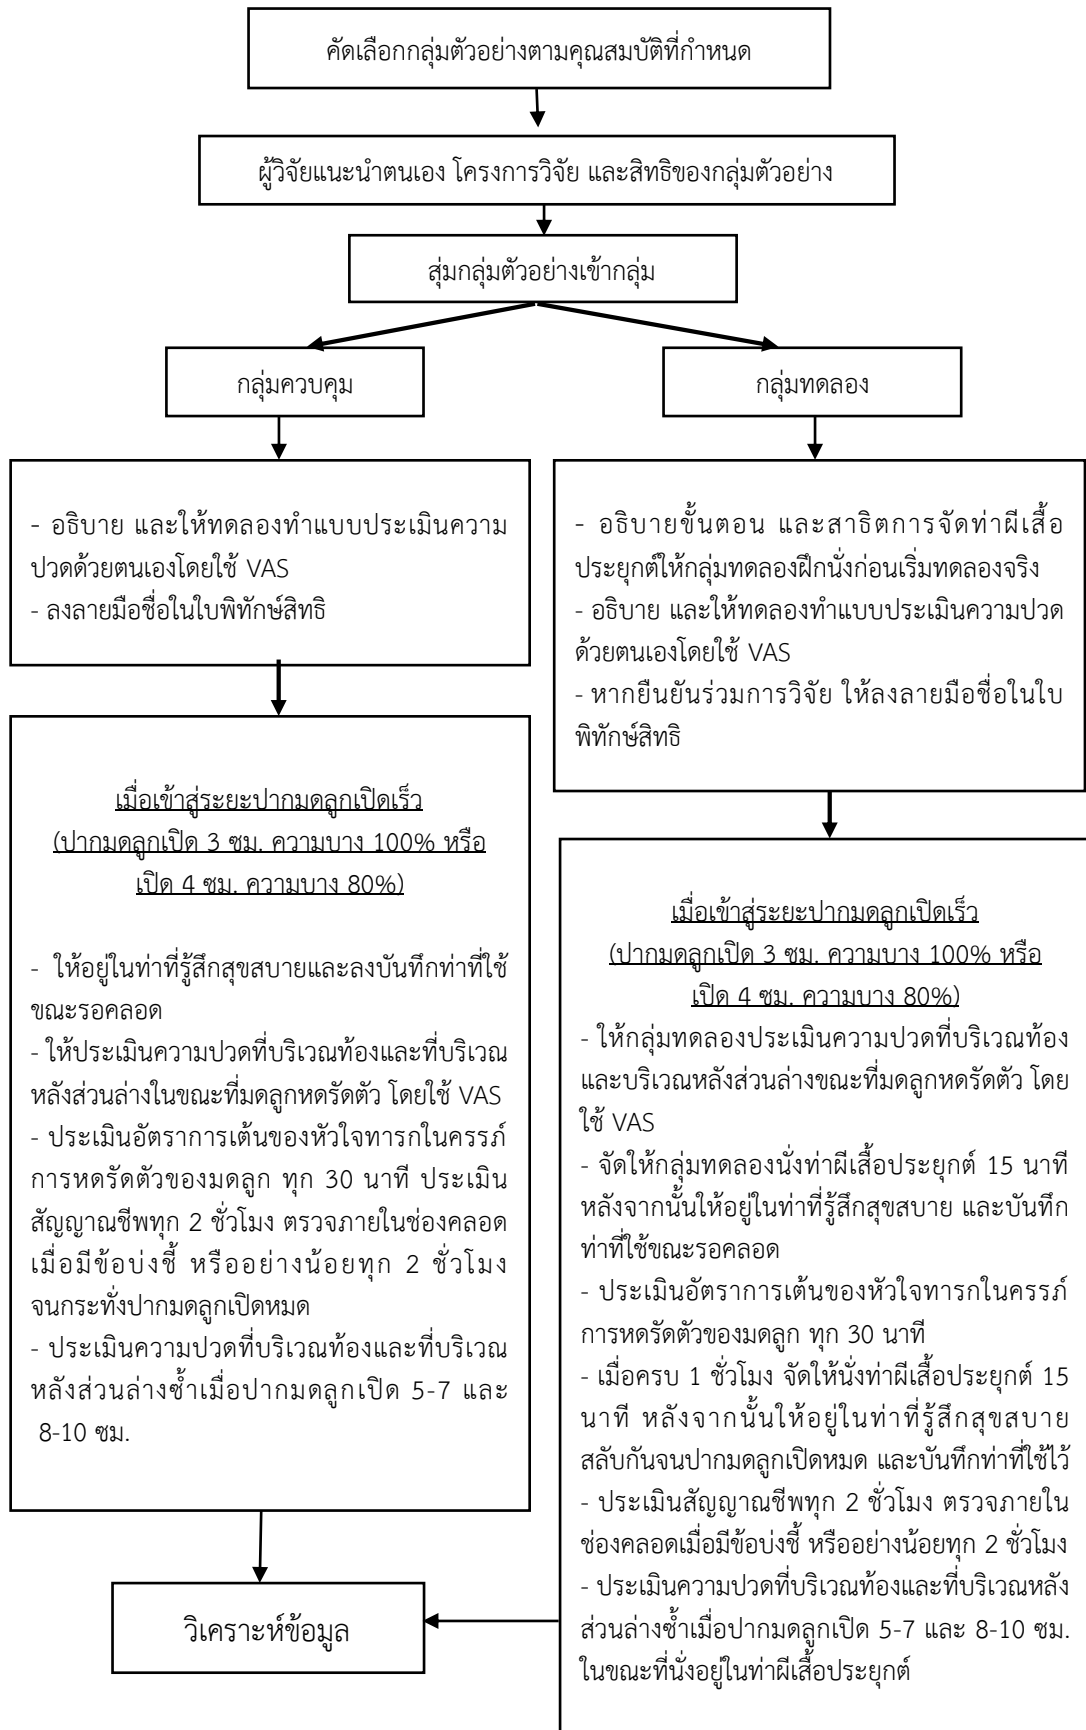 คัดเลือกกลุ่มตัวอย่างตามคุณสมบัติที่กำหนด
ผู้วิจัยแนะนำตนเอง โครงการวิจัย และสิทธิของกลุ่มตัวอย่าง
สุ่มกลุ่มตัวอย่างเข้ากลุ่ม
กลุ่มควบคุม
- อธิบาย และให้ทดลองทำแบบประเมินความ
ปวดด้วยตนเองโดยใช้ VAS
- ลงลายมือชื่อในใบพิทักษ์สิทธิ
เมื่อเข้าสู่ระยะปากมดลูกเปิดเร็ว
(ปากมดลูกเปิด 3 ซม. ความบาง 100% หรือ
เปิด 4 ซม. ความบาง 80%)
- ให้อยู่ในท่าที่รู้สึกสุขสบายและลงบันทึกท่าที่ใช้
ขณะรอคลอด
- ให้ประเมินความปวดที่บริเวณท้องและที่บริเวณ
หลังส่วนล่างในขณะที่มดลูกหดรัดตัว โดยใช้ VAS
- ประเมินอัตราการเต้นของหัวใจทารกในครรภ์
การหดรัดตัวของมดลูก ทุก 30 นาที ประเมิน
สัญญาณชีพทุก 2 ชั่วโมง ตรวจภายในช่องคลอด
เมื่อมีข้อบ่งชี้ หรืออย่างน้อยทุก 2 ชั่วโมง
จนกระทั่งปากมดลูกเปิดหมด
- ประเมินความปวดที่บริเวณท้องและที่บริเวณ
หลังส่วนล่างซ้ำเมื่อปากมดลูกเปิด 5-7 และ
8-10 ซม.
กลุ่มทดลอง
- อธิบายขั้นตอน และสาธิตการจัดท่าผีเสื้อ
ประยุกต์ให้กลุ่มทดลองฝึกนั่งก่อนเริ่มทดลองจริง
- อธิบาย และให้ทดลองทำแบบประเมินความปวด
ด้วยตนเองโดยใช้ VAS
- หากยืนยันร่วมการวิจัย ให้ลงลายมือชื่อในใบ
พิทักษ์สิทธิ
เมื่อเข้าสู่ระยะปากมดลูกเปิดเร็ว
(ปากมดลูกเปิด 3 ซม. ความบาง 100% หรือ
เปิด 4 ซม. ความบาง 80%)
- ให้กลุ่มทดลองประเมินความปวดที่บริเวณท้อง
และบริเวณหลังส่วนล่างขณะที่มดลูกหดรัดตัว โดย
ใช้ VAS
- จัดให้กลุ่มทดลองนั่งท่าผีเสื้อประยุกต์ 15 นาที
หลังจากนั้นให้อยู่ในท่าที่รู้สึกสุขสบาย และบันทึก
ท่าที่ใช้ขณะรอคลอด
- ประเมินอัตราการเต้นของหัวใจทารกในครรภ์
การหดรัดตัวของมดลูก ทุก 30 นาที
- เมื่อครบ 1 ชั่วโมง จัดให้นั่งท่าผีเสื้อประยุกต์ 15
นาที หลังจากนั้นให้อยู่ในท่าที่รู้สึกสุขสบาย
สลับกันจนปากมดลูกเปิดหมด และบันทึกท่าที่ใช้ไว้
- ประเมินสัญญาณชีพทุก 2 ชั่วโมง ตรวจภายใน
ช่องคลอดเมื่อมีข้อบ่งชี้ หรืออย่างน้อยทุก 2 ชั่วโมง
- ประเมินความปวดที่บริเวณท้องและที่บริเวณหลัง
ส่วนล่างซ้ำเมื่อปากมดลูกเปิด 5-7 และ 8-10 ซม.
ในขณะที่นั่งอยู่ในท่าผีเสื้อประยุกต์
วิเคราะห์ข้อมูล